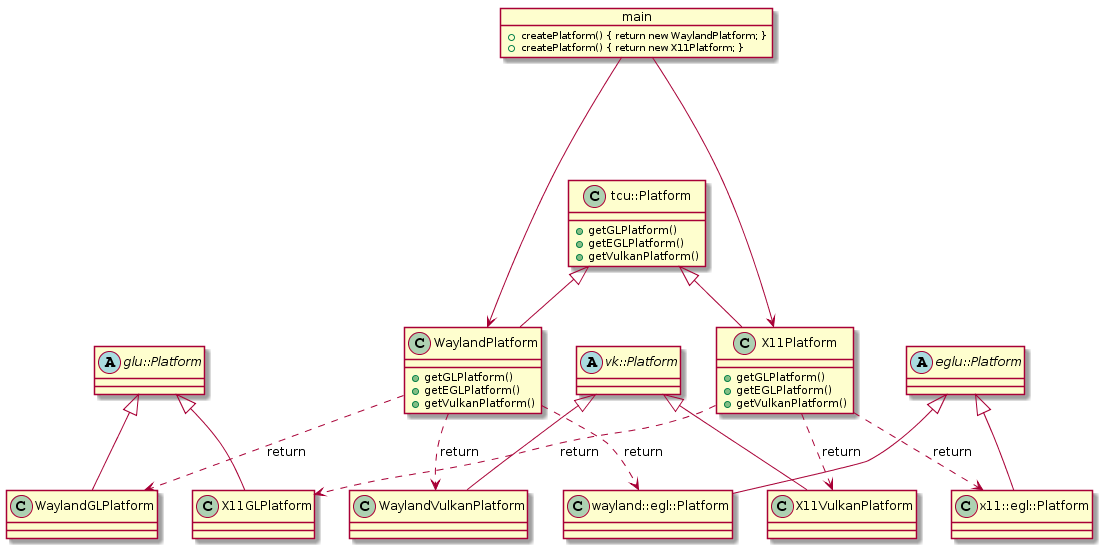 main
createPlatform() { return new WaylandPlatform; }
createPlatform() { return new X11Platform; }
C tcu::Platform
getGLPlatform()
getEGLPlatform()
getVulkanPlatform()
C WaylandPlatform
getGLPlatform()
getEGLPlatform()
getVulkanPlatform()
C X11Platform
getGLPlatform()
getEGLPlatform()
getVulkanPlatform()
A glu::Platform
A vk::Platform
A eglu::Platform
return
return
return
return
return
return
C WaylandGLPlatform
C X11GLPlatform
C WaylandVulkanPlatform
C wayland::egl::Platform
C X11VulkanPlatform
C x11::egl::Platform